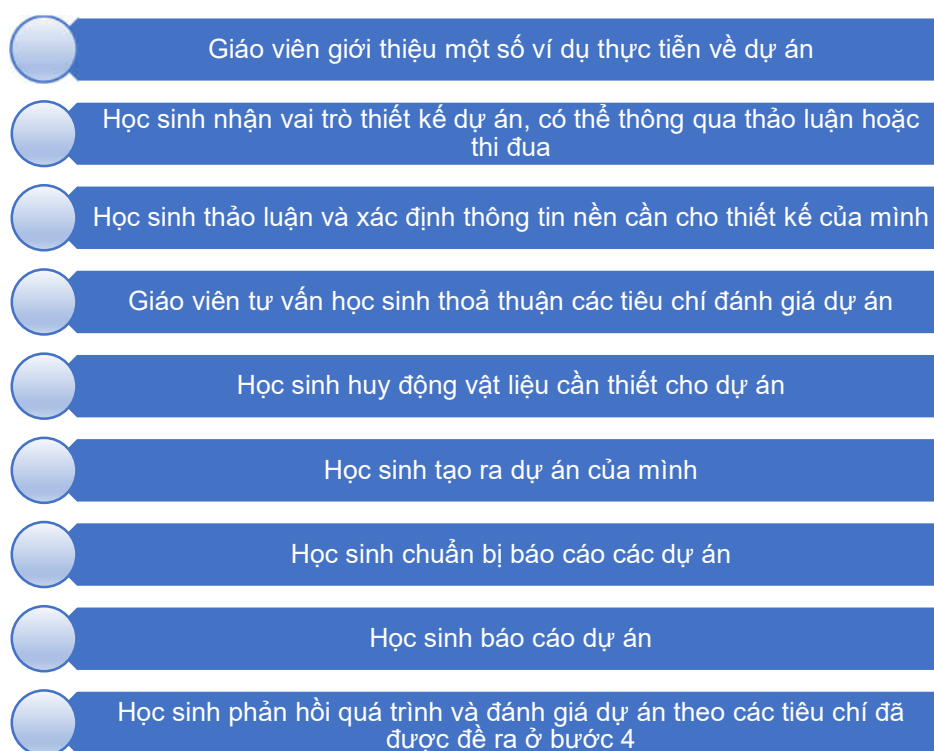 Giáo viên giới thiệu một số ví dụ thực tiễn về dự án
Học sinh nhận vai trò thiết kế dự án, có thể thông qua thảo luận hoặc
thi đua
Học sinh thảo luận và xác định thông tin nền cần cho thiết kế của mình
Giáo viên tư vấn học sinh thoả thuận các tiêu chí đánh giá dự án
Học sinh huy động vật liệu cần thiết cho dự án
Học sinh tạo ra dự án của mình
Học sinh chuẩn bị báo cáo các dự án
Học sinh báo cáo dự án
Học sinh phản hồi quá trình và đánh giá dự án theo các tiêu chí đã
được đề ra ở bước 4